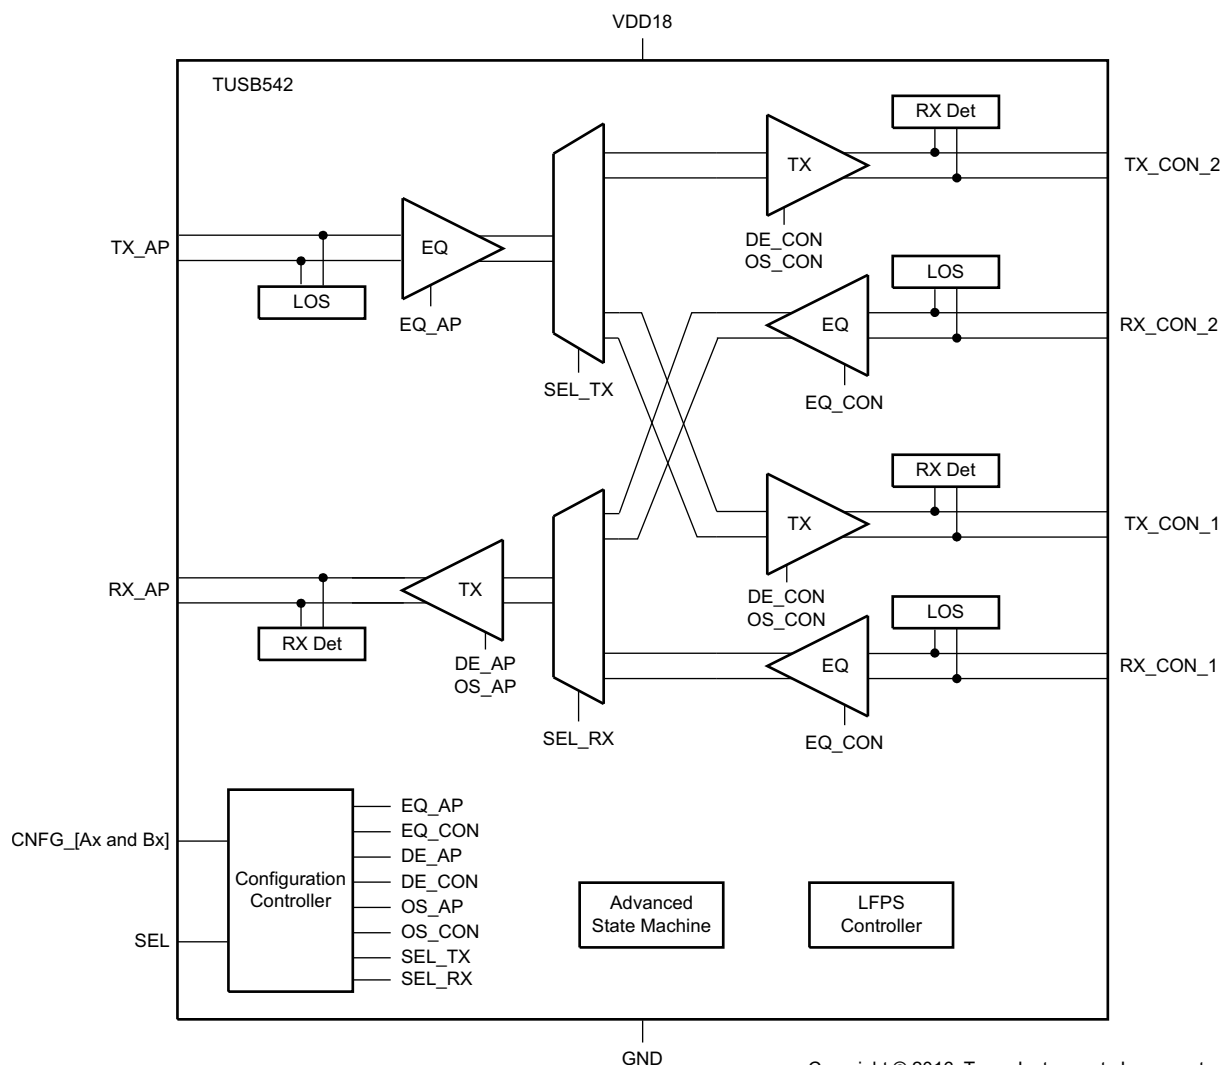 VDD18
TUSB542
RX Det
TX
TX_CON_2
TX_AP
EQ
LOS
EQ_AP
DE_CON
OS_CON
LOS
EQ
RX_CON_2
SEL_TX
EQ_CON
RX Det
TX
TX_CON_1
RX_AP
TX
RX Det
DE_AP
OS_AP
DE_CON
OS_CON
LOS
EQ
RX_CON_1
SEL_RX
EQ_CON
CNFG_[Ax and Bx]
SEL
Configuration
Controller
EQ_AP
EQ_CON
DE_AP
DE_CON
OS_AP
OS_CON
SEL_TX
SEL_RX
Advanced
State Machine
LFPS
Controller
GND